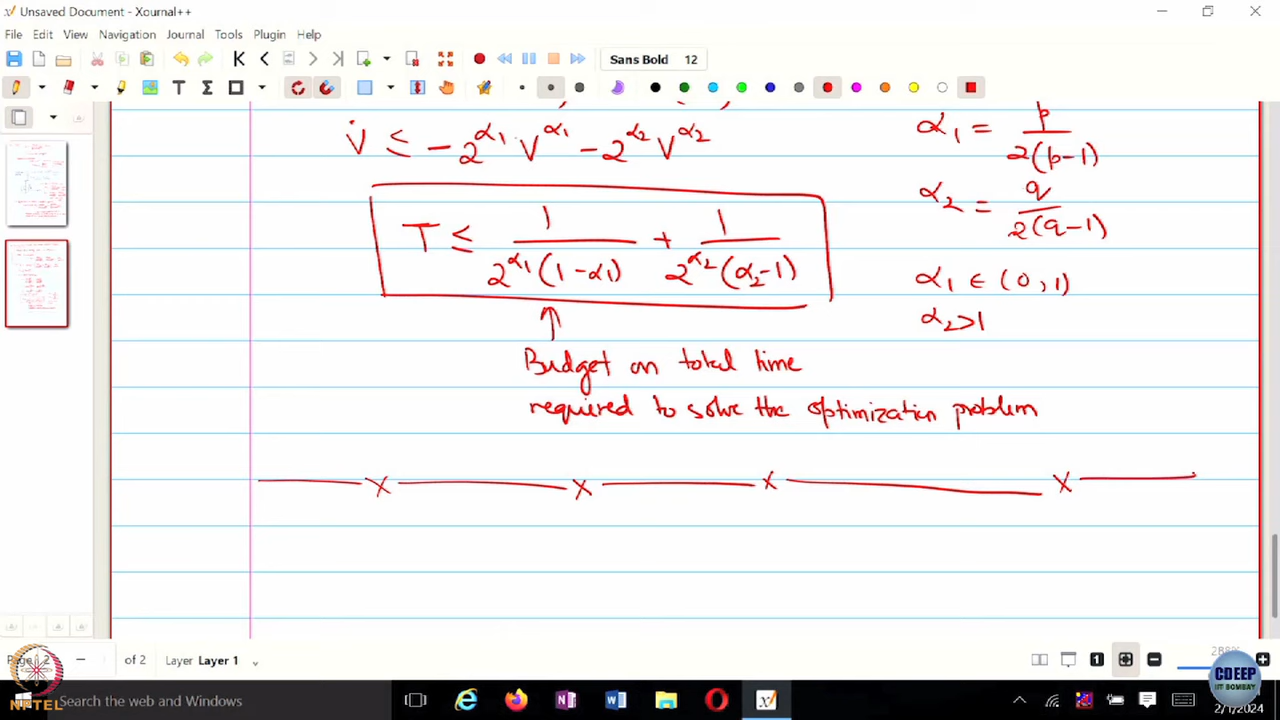 Unsaved Document - Xournal++
File Edit View Navigation Journal Tools Plugin Help
Sans Bold 12
V̇ ≤ -2^α₁ V^α₁ - 2^α₂ V^α₂
α₁ = p / 2(p-1)
α₂ = q / 2(q-1)
T ≤ 1 / 2^α₁(1-α₁) + 1 / 2^α₂(α₂-1)
α₁ ∈ (0,1)
α₂>1
↑
Budget on total time
required to solve the optimization problem
x x x x
of 2 Layer Layer 1
288%
CDEEP
IIT BOMBAY
NPTEL
Search the web and Windows
2/1/2024